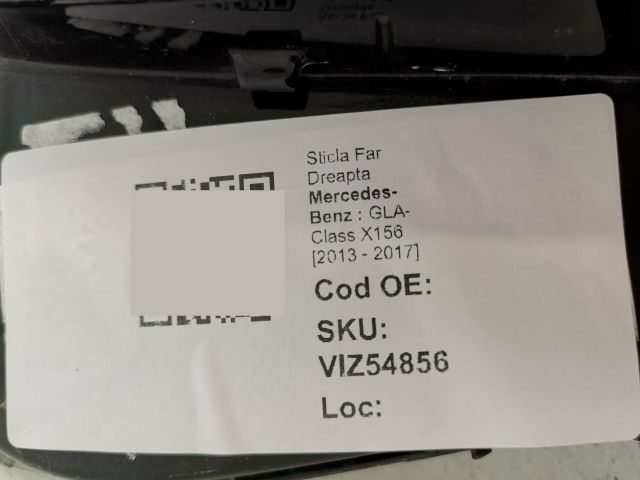 Sticla Far
Dreapta
Mercedes-
Benz : GLA-
Class X156
[2013 - 2017]
Cod OE:
SKU:
VIZ54856
Loc: